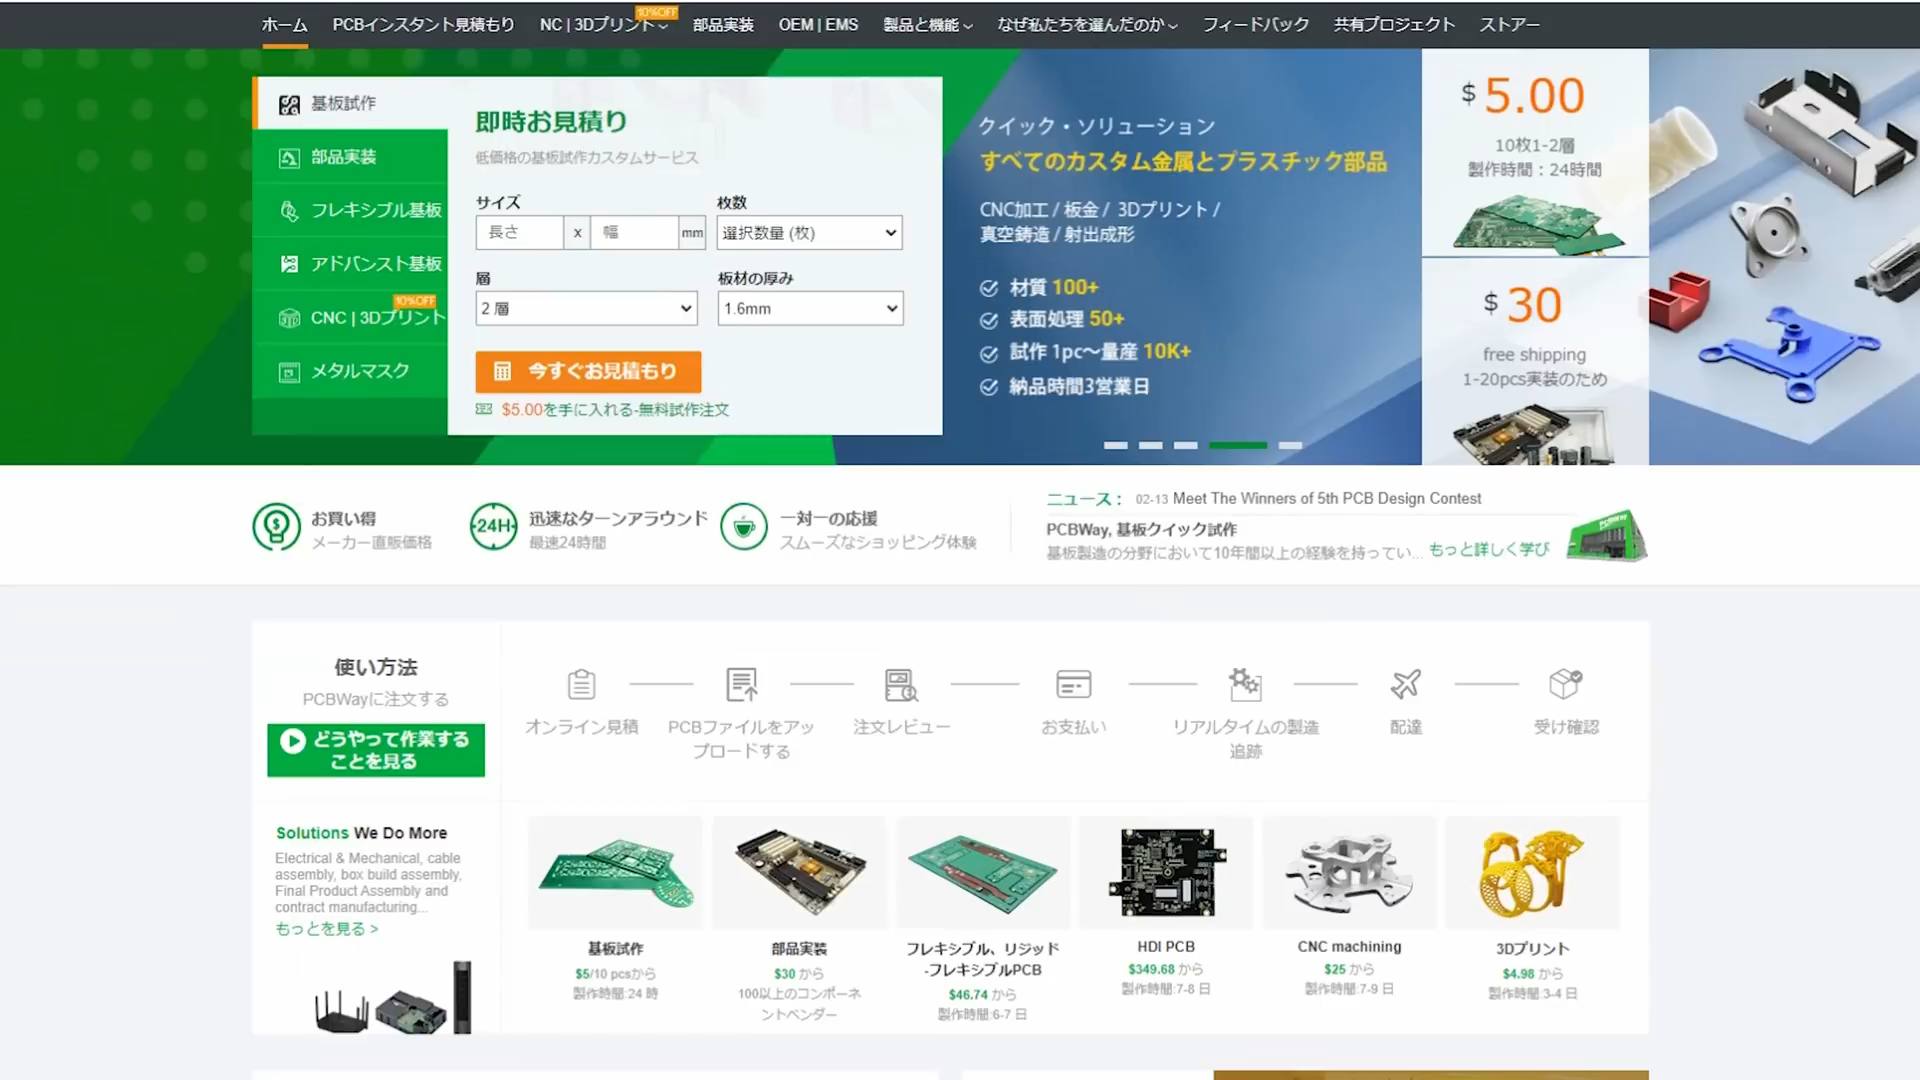 ホーム
PCBインスタント見積もり
NC | 3Dプリント
10%OFF
部品実装
OEM | EMS
製品と機能
なぜ私たちを選んだのか
フィードバック
共有プロジェクト
ストアー
基板試作
部品実装
フレキシブル基板
アドバンスト基板
10%OFF
CNC | 3Dプリント
メタルマスク
即時お見積り
低価格の基板試作カスタムサービス
サイズ
枚数
長さ x 幅 mm
選択数量 (枚)
層
板材の厚み
2 層
1.6mm
今すぐお見積もり
$5.00を手に入れる-無料試作注文
クイック・ソリューション
すべてのカスタム金属とプラスチック部品
CNC加工 / 板金 / 3Dプリント /
真空鋳造 / 射出成形
材質 100+
表面処理 50+
試作 1pc〜量産 10K+
納品時間3営業日
$ 5.00
10枚1-2層
製作時間：24時間
$ 30
free shipping
1-20pcs実装のため
お買い得
メーカー直販価格
24H
迅速なターンアラウンド
最速24時間
一対一の応援
スムーズなショッピング体験
ニュース： 02-13 Meet The Winners of 5th PCB Design Contest
PCBWay, 基板クイック試作
基板製造の分野において10年間以上の経験を持ってい... もっと詳しく学び
PCBWAY
使い方法
PCBWayに注文する
どうやって作業する
ことを見る
オンライン見積
PCBファイルをアッ
プロードする
注文レビュー
お支払い
リアルタイムの製造
追跡
配達
受け確認
Solutions We Do More
Electrical & Mechanical, cable
assembly, box build assembly,
Final Product Assembly and
contract manufacturing...
もっとを見る >
基板試作
$5/10 pcsから
製作時間:24 時
部品実装
$30 から
100以上のコンポーネ
ントベンダー
フレキシブル、リジッド
-フレキシブルPCB
$46.74 から
製作時間:6-7 日
HDI PCB
$349.68 から
製作時間:7-8 日
CNC machining
$25 から
製作時間:7-9 日
3Dプリント
$4.98 から
製作時間:3-4 日